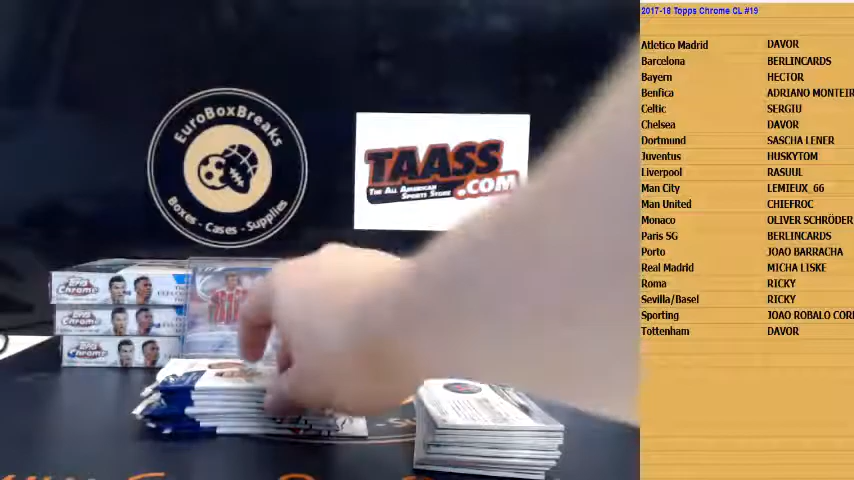 2017-18 Topps Chrome CL #19
Atletico Madrid DAVOR
Barcelona BERLINCARDS
Bayern HECTOR
Benfica ADRIANO MONTEIR
Celtic SERGIU
Chelsea DAVOR
Dortmund SASCHA LENER
Juventus HUSKYTOM
Liverpool RASUUL
Man City LEMIEUX_66
Man United CHIEFROC
Monaco OLIVER SCHRÖDER
Paris SG BERLINCARDS
Porto JOAO BARRACHA
Real Madrid MICHA LISKE
Roma RICKY
Sevilla/Basel RICKY
Sporting JOAO ROBALO COR
Tottenham DAVOR
EuroBoxBreaks
Boxes - Cases - Supplies
TAASS
THE ALL AMERICAN
SPORTS STORE
.COM
Topps Chrome
Topps Chrome
Topps Chrome